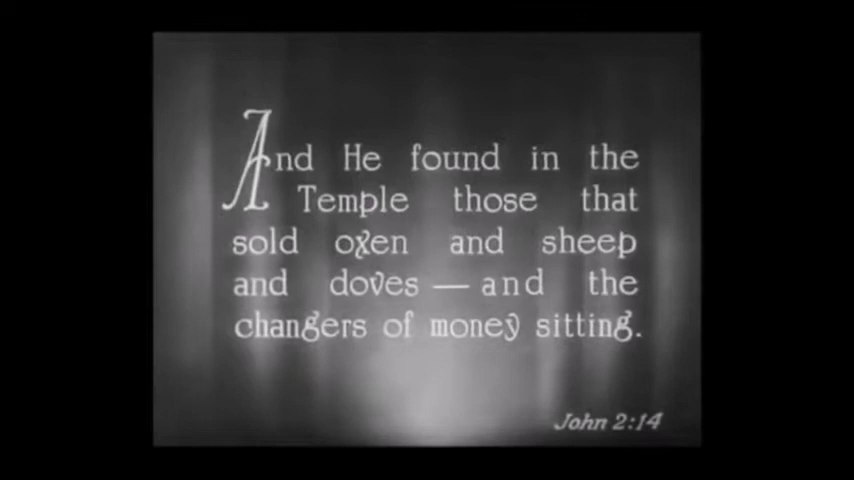 And He found in the
Temple those that
sold oxen and sheep
and doves — and the
changers of money sitting.
John 2:14